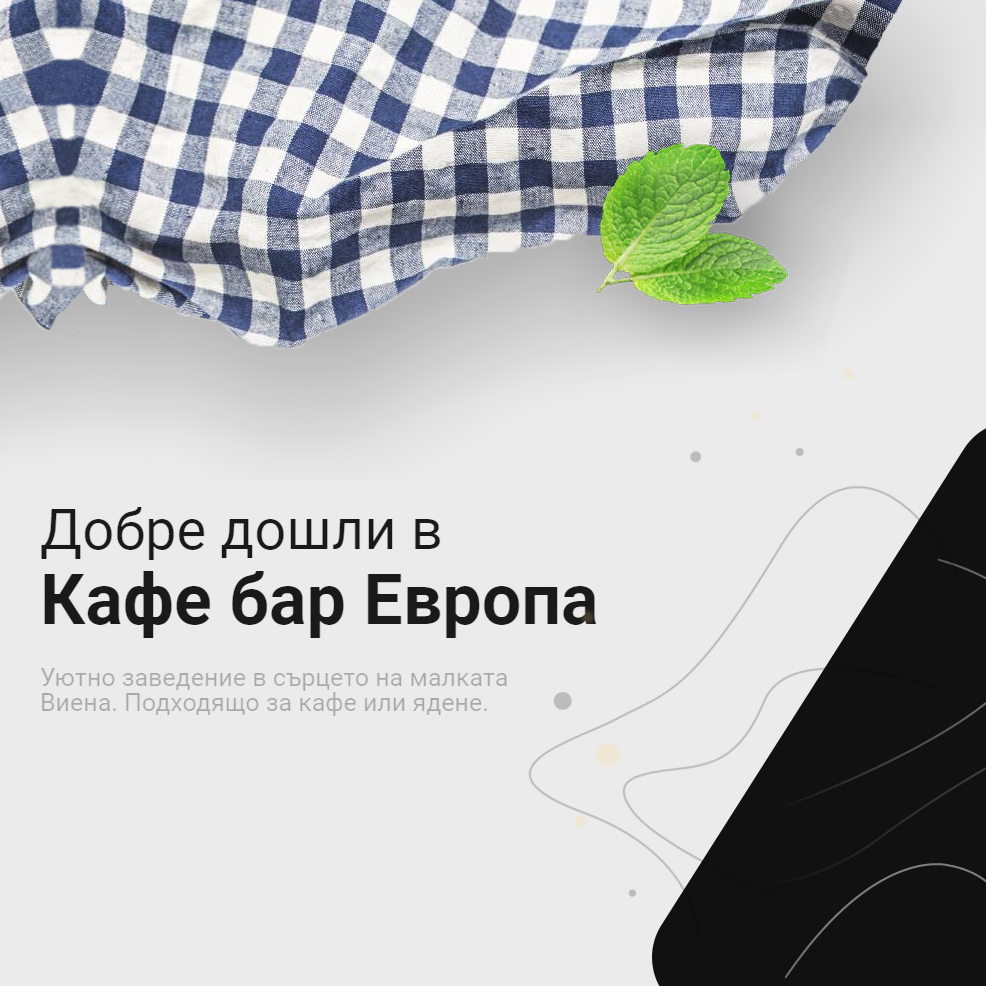 Добре дошли в
Кафе бар Европа
Уютно заведение в сърцето на малката
Виена. Подходящо за кафе или ядене.